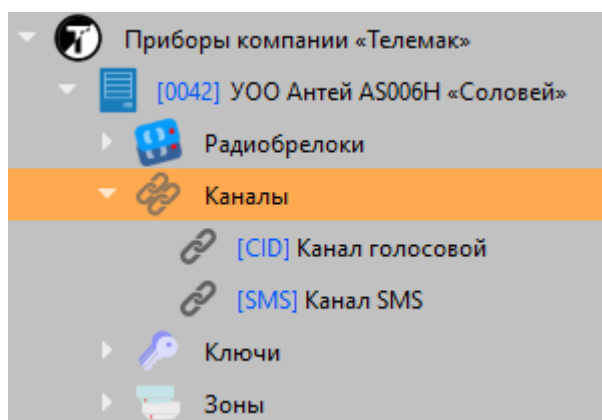 Приборы компании «Телемак»
[0042] УОО Антей AS006H «Соловей»
Радиобрелоки
Каналы
[CID] Канал голосовой
[SMS] Канал SMS
Ключи
Зоны